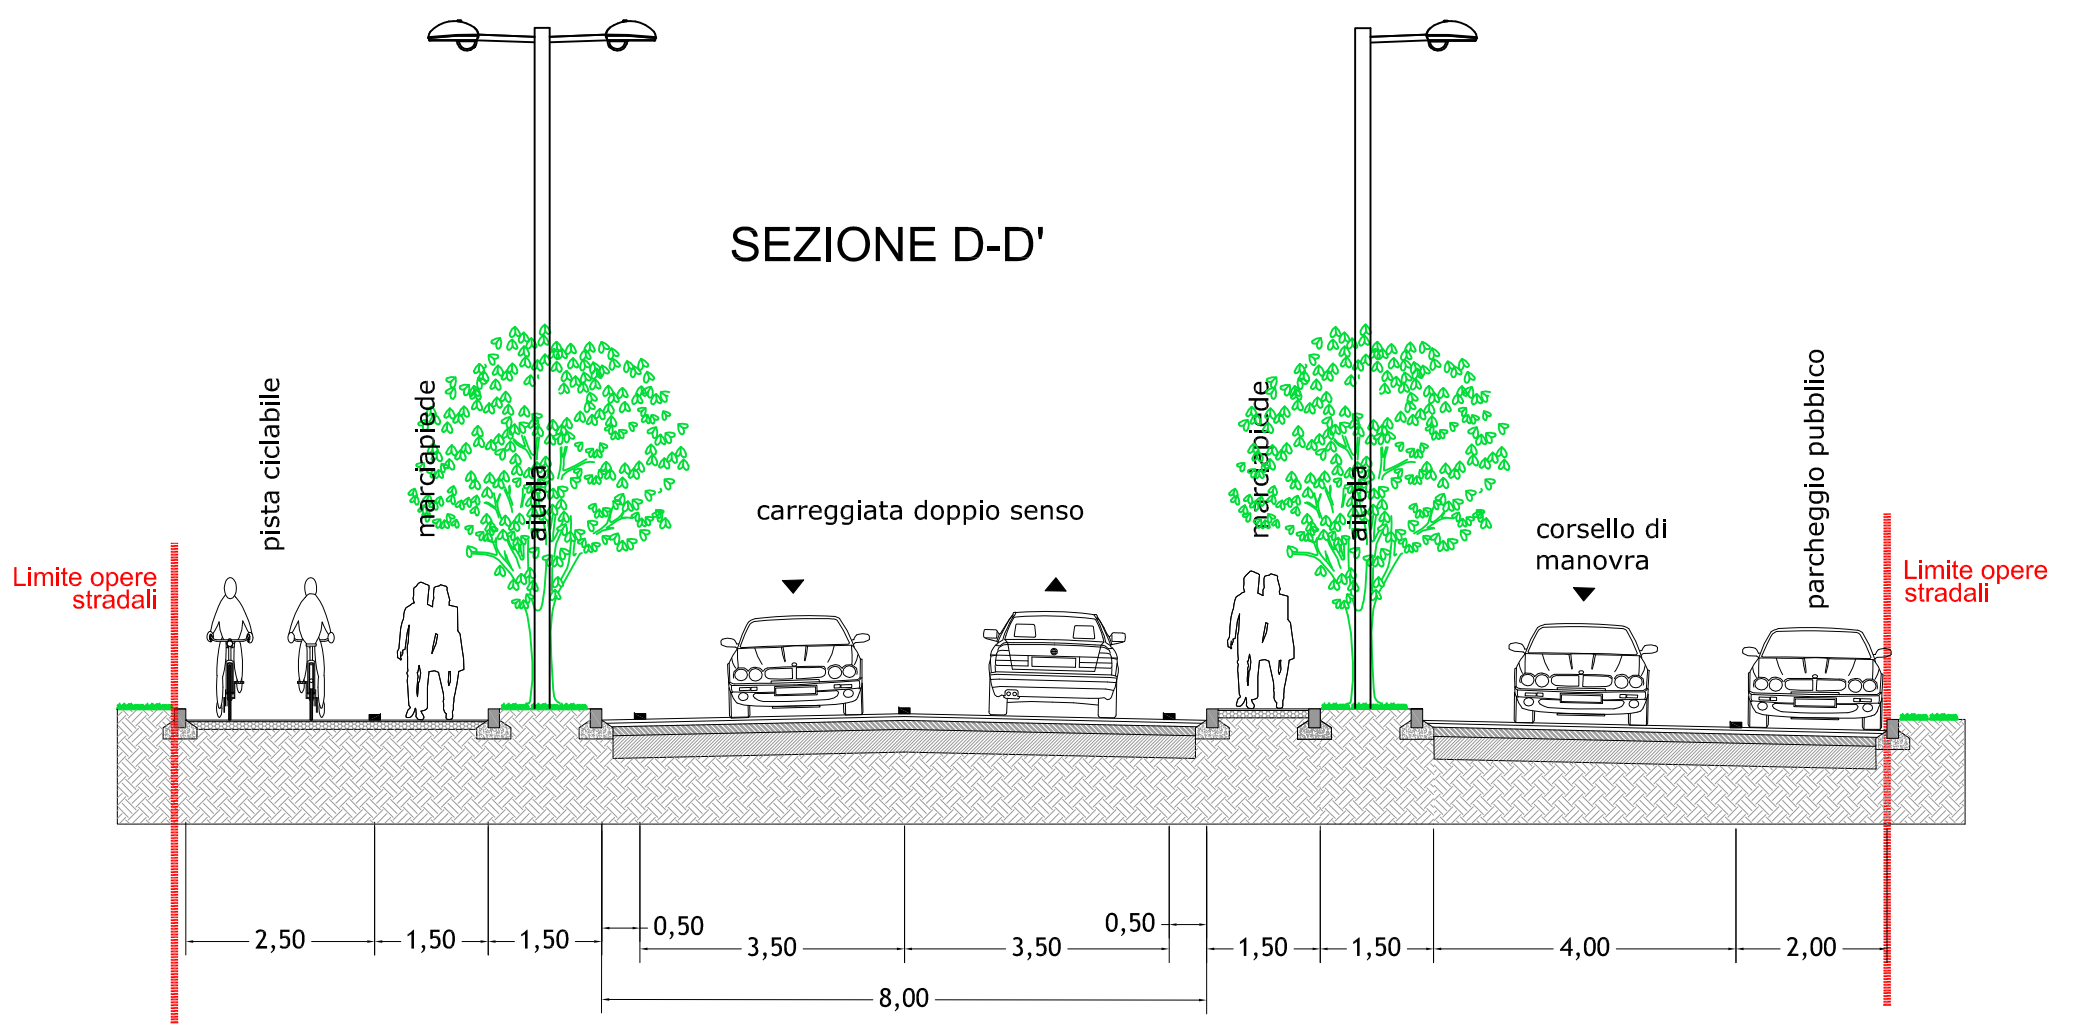 SEZIONE D-D'
pista ciclabile
marciapiede
aiuola
carreggiata doppio senso
marciapiede
aiuola
corsello di
manovra
parcheggio pubblico
Limite opere
stradali
Limite opere
stradali
0,50
0,50
2,50
1,50
1,50
3,50
3,50
1,50
1,50
4,00
2,00
8,00